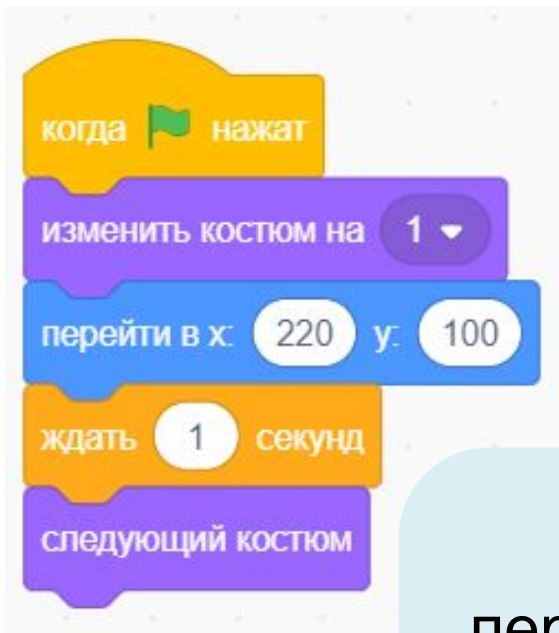 когда нажат
изменить костюм на 1
перейти в x: 220 y: 100
ждать 1 секунд
следующий костюм